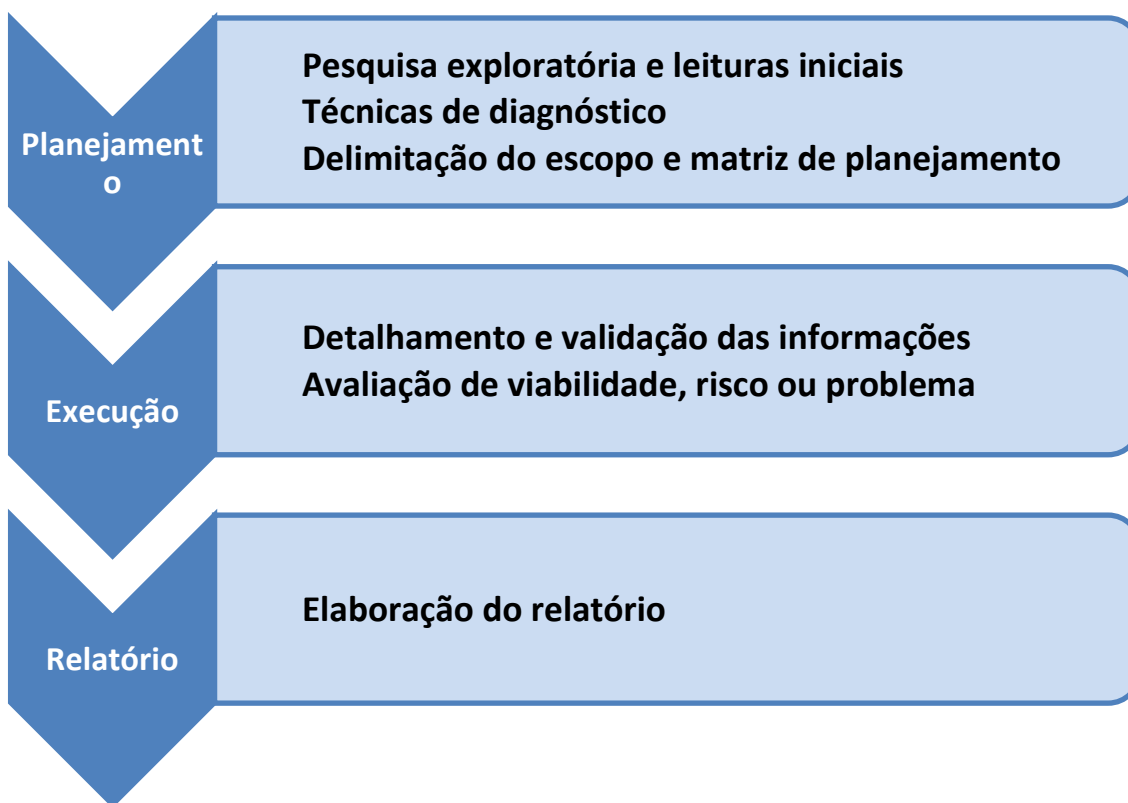 Planejament
o
Pesquisa exploratória e leituras iniciais
Técnicas de diagnóstico
Delimitação do escopo e matriz de planejamento
Execução
Detalhamento e validação das informações
Avaliação de viabilidade, risco ou problema
Relatório
Elaboração do relatório